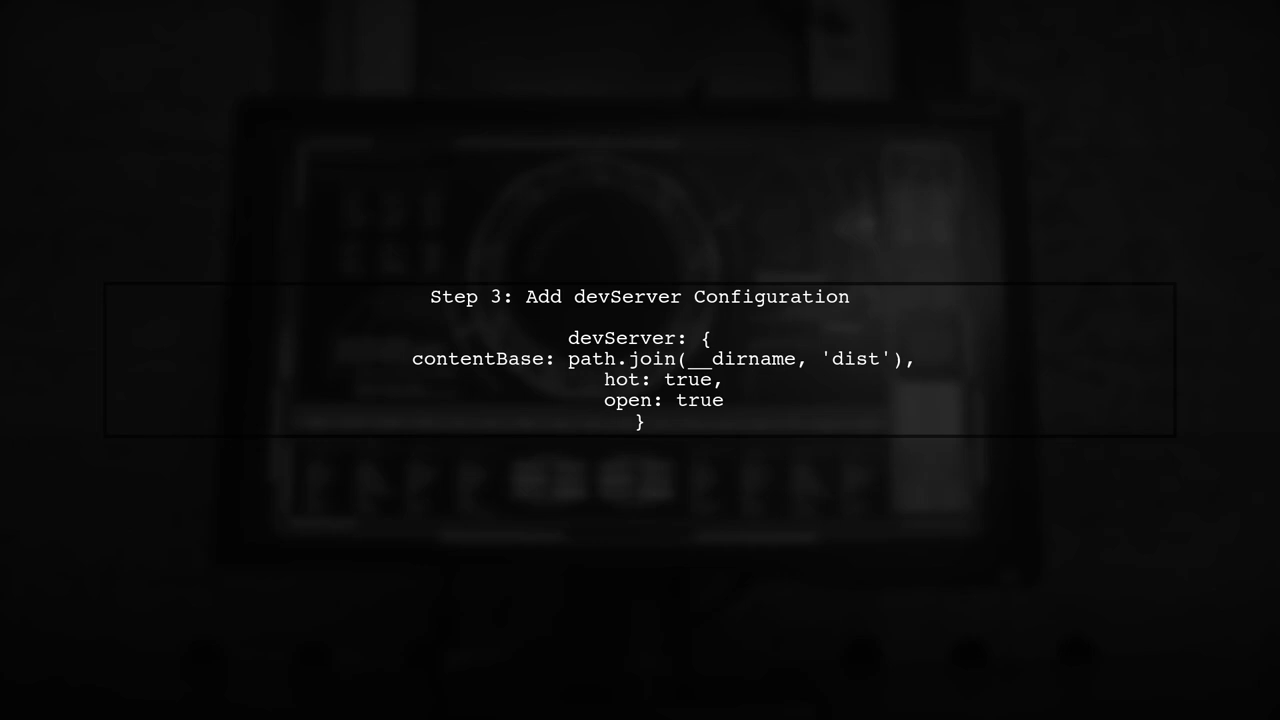 Step 3: Add devServer Configuration
devServer: {
contentBase: path.join(__dirname, 'dist'),
hot: true,
open: true
}